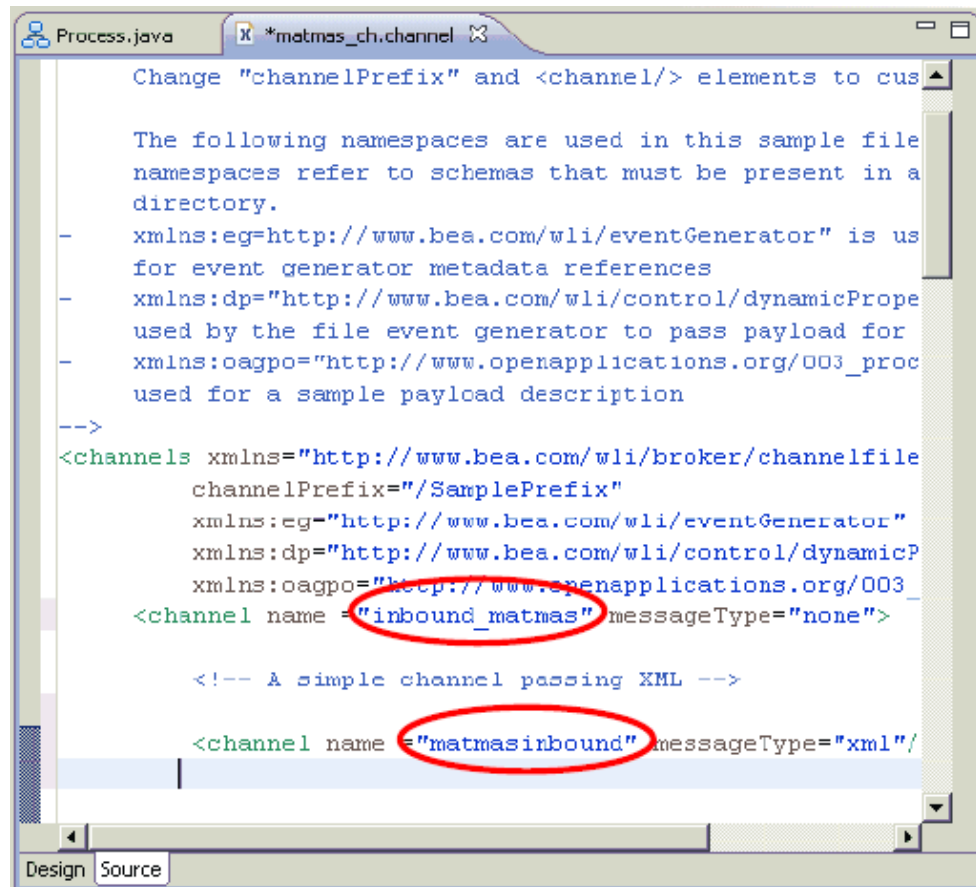 Process.java
*matmas_ch.channel
Change "channelPrefix" and <channel/> elements to cus
The following namespaces are used in this sample file
namespaces refer to schemas that must be present in a
directory.
- xmlns:eg=http://www.bea.com/wli/eventGenerator" is us
for event generator metadata references
- xmlns:dp="http://www.bea.com/wli/control/dynamicPrope
used by the file event generator to pass payload for
- xmlns:oagpo="http://www.openapplications.org/003_proc
used for a sample payload description
-->
<channels xmlns="http://www.bea.com/wli/broker/channelfile
channelPrefix="/SamplePrefix"
xmlns:eg="http://www.bea.com/wli/eventGenerator"
xmlns:dp="http://www.bea.com/wli/control/dynamicP
xmlns:oagpo="http://www.openapplications.org/003_
<channel name ="inbound_matmas" messageType="none">
<!-- A simple channel passing XML -->
<channel name ="matmasinbound" messageType="xml"/
Design Source